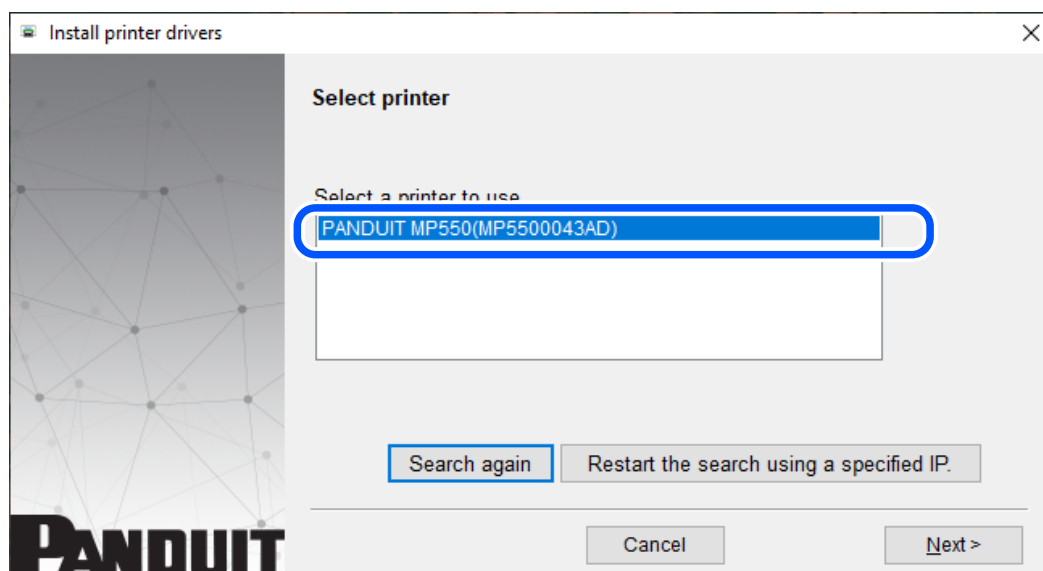 Install printer drivers
Select printer
Select a printer to use
PANDUIT MP550(MP5500043AD)
Search again
Restart the search using a specified IP.
PANDUIT
Cancel
Next >